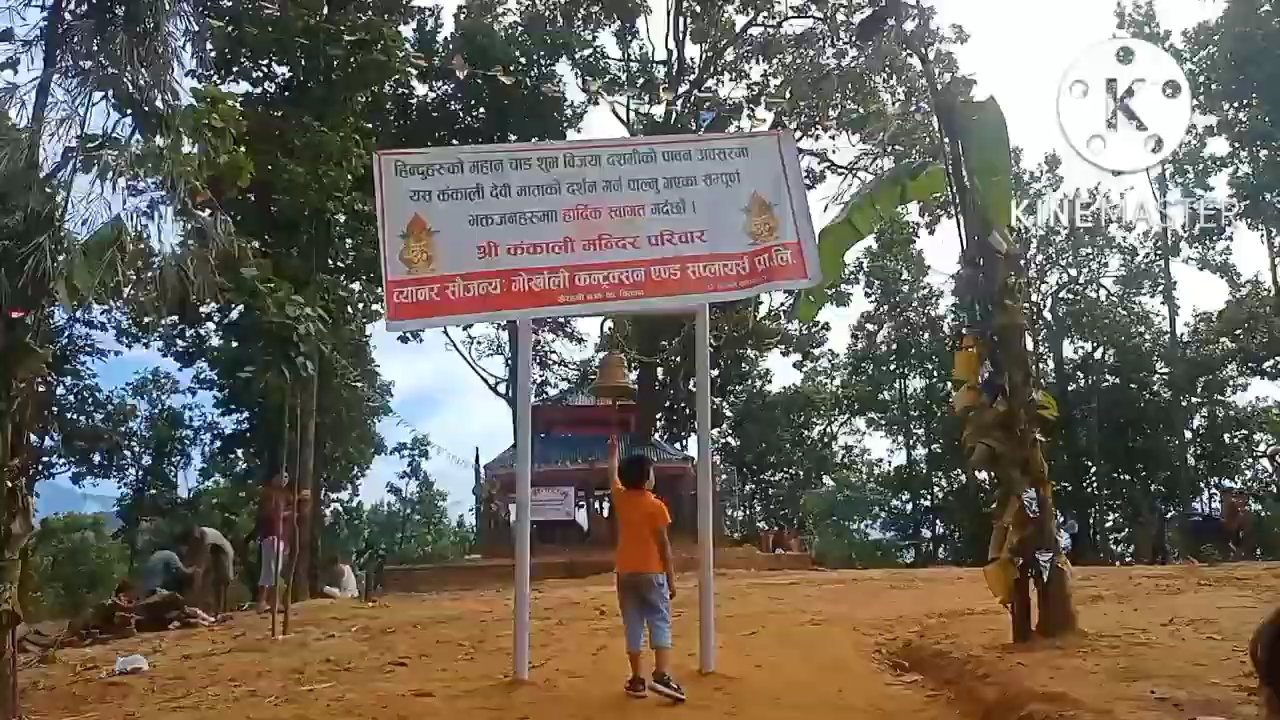 हिन्दुहरुको महान चाड शुभ विजया दशमीको पावन अवसरमा
यस कंकाली देवी माताको दर्शन गर्न पाल्नु भएका सम्पूर्ण
भक्तजनहरुमा हार्दिक स्वागत गर्दछौं ।
श्री कंकाली मन्दिर परिवार
ब्यानर सौजन्यः गोर्खाली कन्ट्रक्सन एण्ड सप्लायर्स प्रा.लि.
K
KINEMASTER